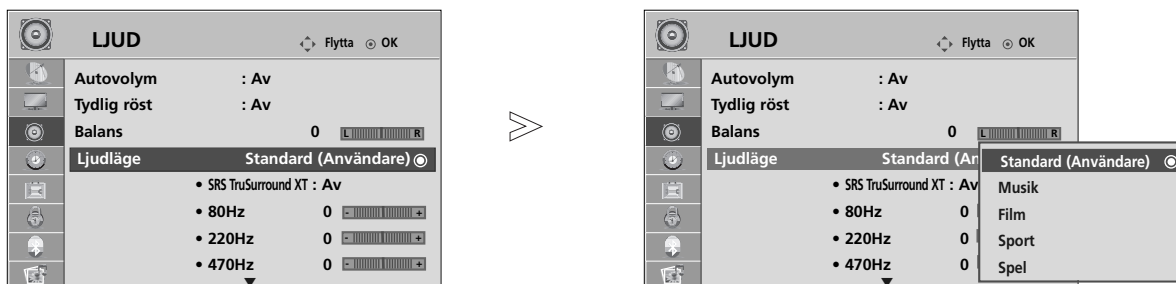 LJUD
Flytta OK
Autovolym : Av
Tydlig röst : Av
Balans 0 L R
Ljudläge Standard (Användare)
• SRS TruSurround XT : Av
• 80Hz 0 - +
• 220Hz 0 - +
• 470Hz 0 - +
LJUD
Flytta OK
Autovolym : Av
Tydlig röst : Av
Balans 0 L R
Ljudläge Standard (An
• SRS TruSurround XT : Av
• 80Hz 0
• 220Hz 0
• 470Hz 0
Standard (Användare)
Musik
Film
Sport
Spel